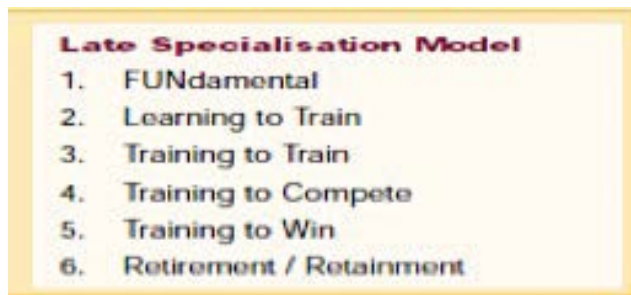 Late Specialisation Model
1. FUNdamental
2. Learning to Train
3. Training to Train
4. Training to Compete
5. Training to Win
6. Retirement / Retainment